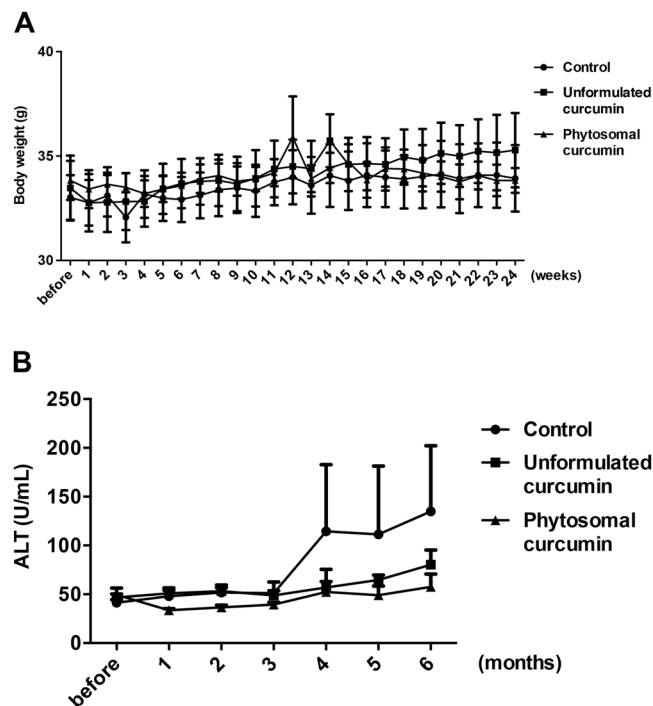 A
40
35
30
Body weight (g)
before 1 2 3 4 5 6 7 8 9 10 11 12 13 14 15 16 17 18 19 20 21 22 23 24
(weeks)
Control
Unformulated
curcumin
Phytosomal
curcumin
B
250
200
150
100
50
0
ALT (U/mL)
before 1 2 3 4 5 6
(months)
Control
Unformulated
curcumin
Phytosomal
curcumin